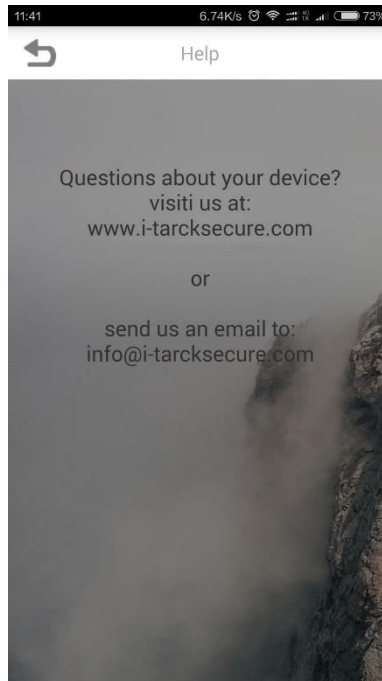 11:41
6.74K/s
73%
Help
Questions about your device?
visiti us at:
www.i-tarcksecure.com
or
send us an email to:
info@i-tarcksecure.com